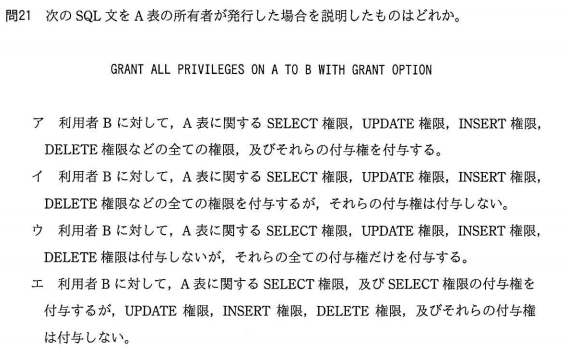 問21 次の SQL 文を A 表の所有者が発行した場合を説明したものはどれか。
GRANT ALL PRIVILEGES ON A TO B WITH GRANT OPTION
ア 利用者 B に対して，A 表に関する SELECT 権限，UPDATE 権限，INSERT 権限，
DELETE 権限などの全ての権限，及びそれらの付与権を付与する。
イ 利用者 B に対して，A 表に関する SELECT 権限，UPDATE 権限，INSERT 権限，
DELETE 権限などの全ての権限を付与するが，それらの付与権は付与しない。
ウ 利用者 B に対して，A 表に関する SELECT 権限，UPDATE 権限，INSERT 権限，
DELETE 権限は付与しないが，それらの全ての付与権だけを付与する。
エ 利用者 B に対して，A 表に関する SELECT 権限，及び SELECT 権限の付与権を
付与するが，UPDATE 権限，INSERT 権限，DELETE 権限，及びそれらの付与権
は付与しない。